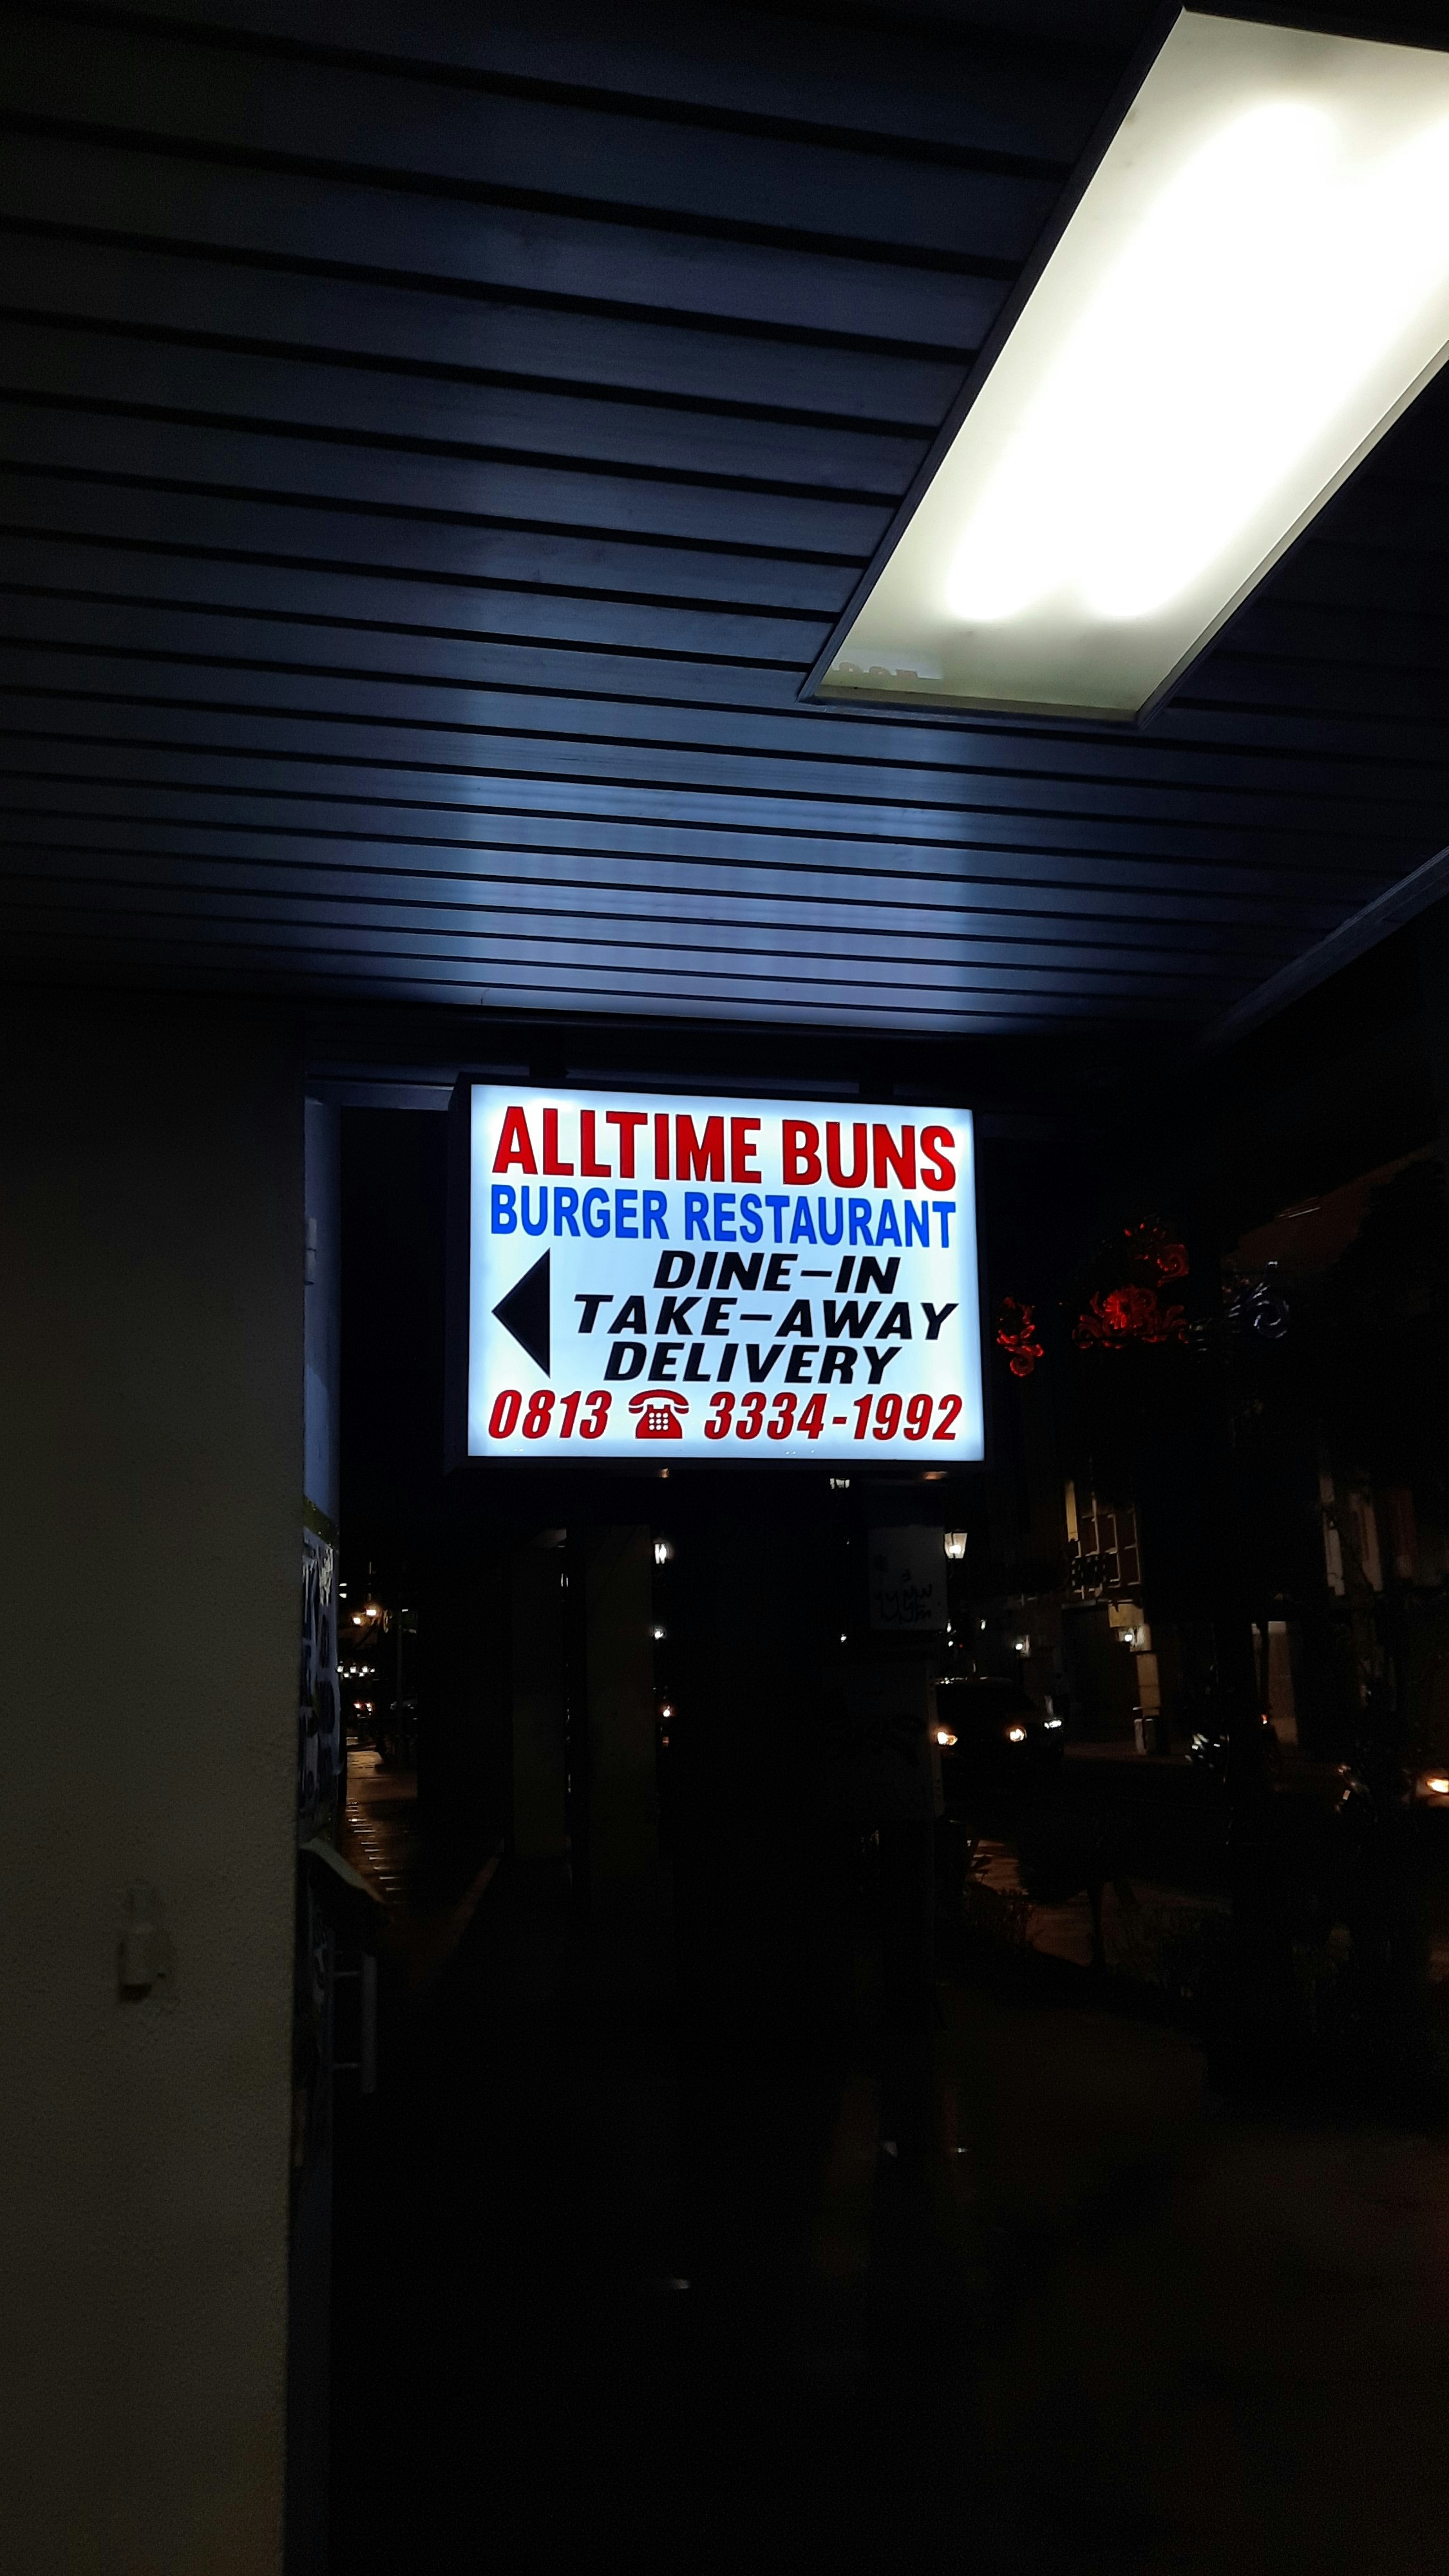 ALLTIME BUNS
BURGER RESTAURANT
DINE-IN
TAKE-AWAY
DELIVERY
0813 3334-1992